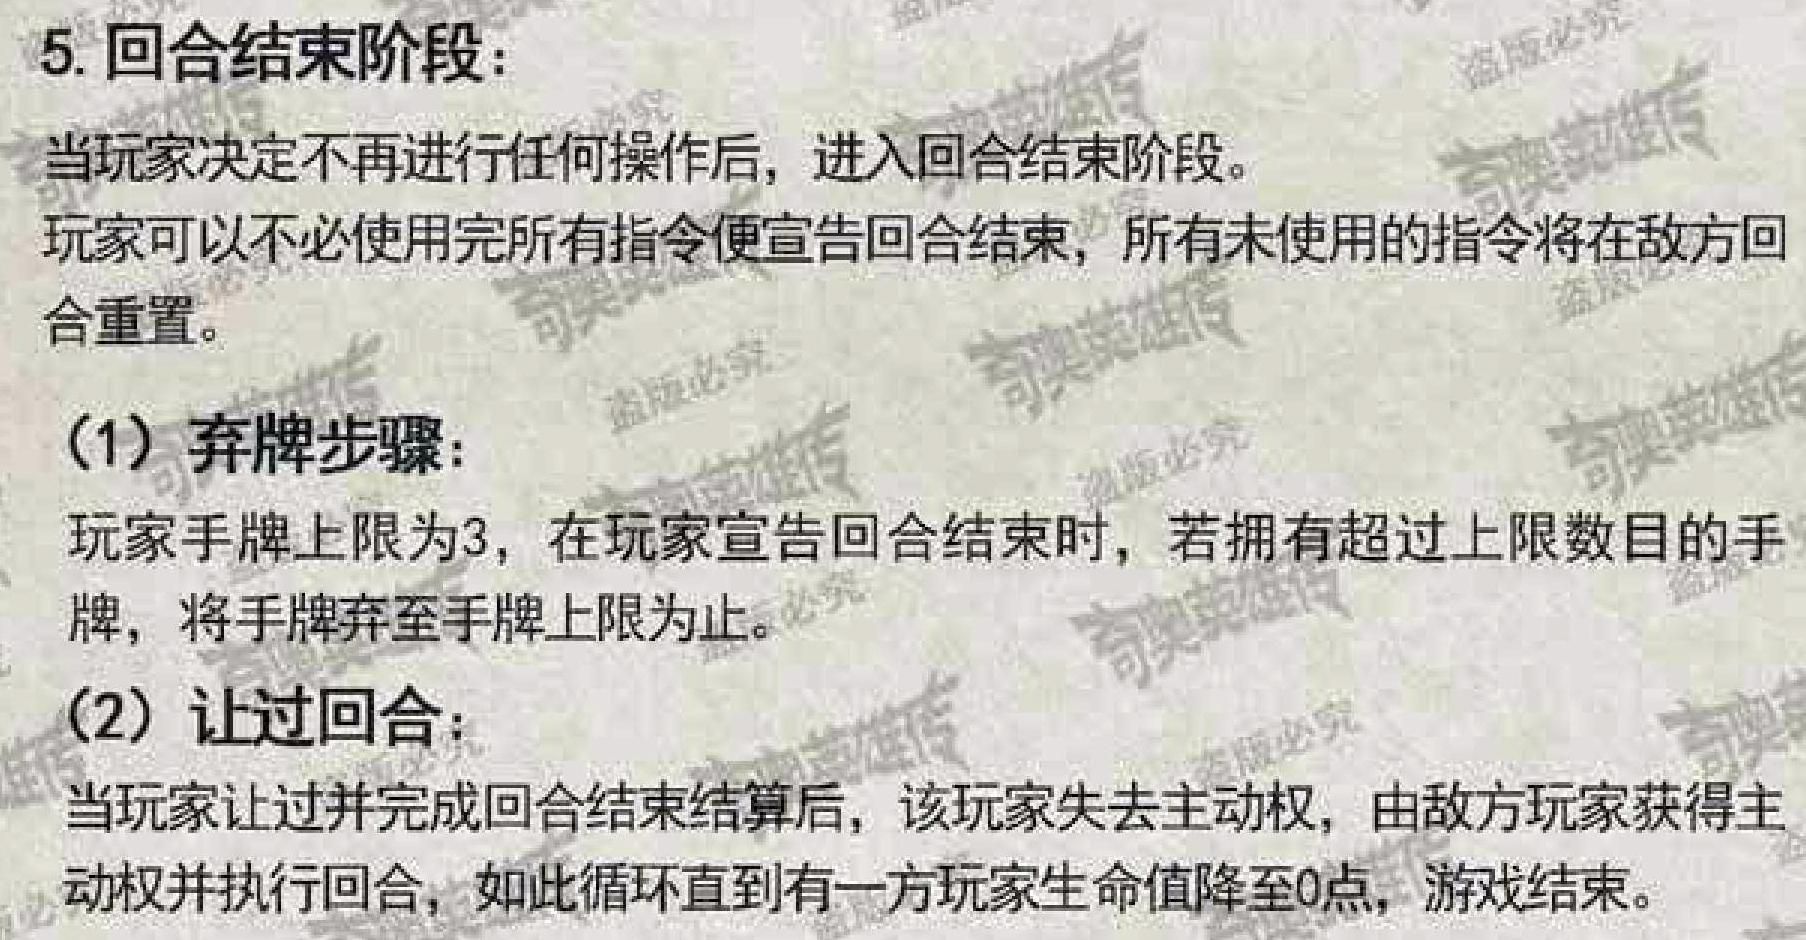 5. 回合结束阶段：
当玩家决定不再进行任何操作后，进入回合结束阶段。
玩家可以不必使用完所有指令便宣告回合结束，所有未使用的指令将在敌方回
合重置。
（1）弃牌步骤：
玩家手牌上限为3，在玩家宣告回合结束时，若拥有超过上限数目的手
牌，将手牌弃至手牌上限为止。
（2）让过回合：
当玩家让过并完成回合结束结算后，该玩家失去主动权，由敌方玩家获得主
动权并执行回合，如此循环直到有一方玩家生命值降至0点，游戏结束。
奇奥英雄传
盗版必究